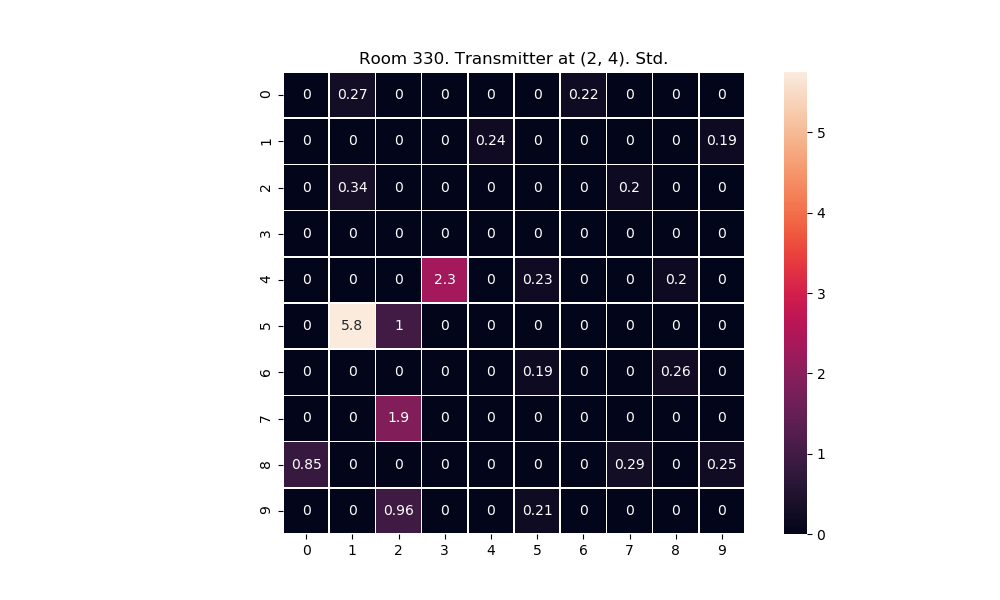 Room 330. Transmitter at (2, 4). Std.
0 0 0.27 0 0 0 0 0.22 0 0 0
1 0 0 0 0 0.24 0 0 0 0 0.19
2 0 0.34 0 0 0 0 0 0.2 0 0
3 0 0 0 0 0 0 0 0 0 0
4 0 0 0 2.3 0 0.23 0 0 0.2 0
5 0 5.8 1 0 0 0 0 0 0 0
6 0 0 0 0 0 0.19 0 0 0.26 0
7 0 0 1.9 0 0 0 0 0 0 0
8 0.85 0 0 0 0 0 0 0.29 0 0.25
9 0 0 0.96 0 0 0.21 0 0 0 0
0 1 2 3 4 5 6 7 8 9
5
4
3
2
1
0